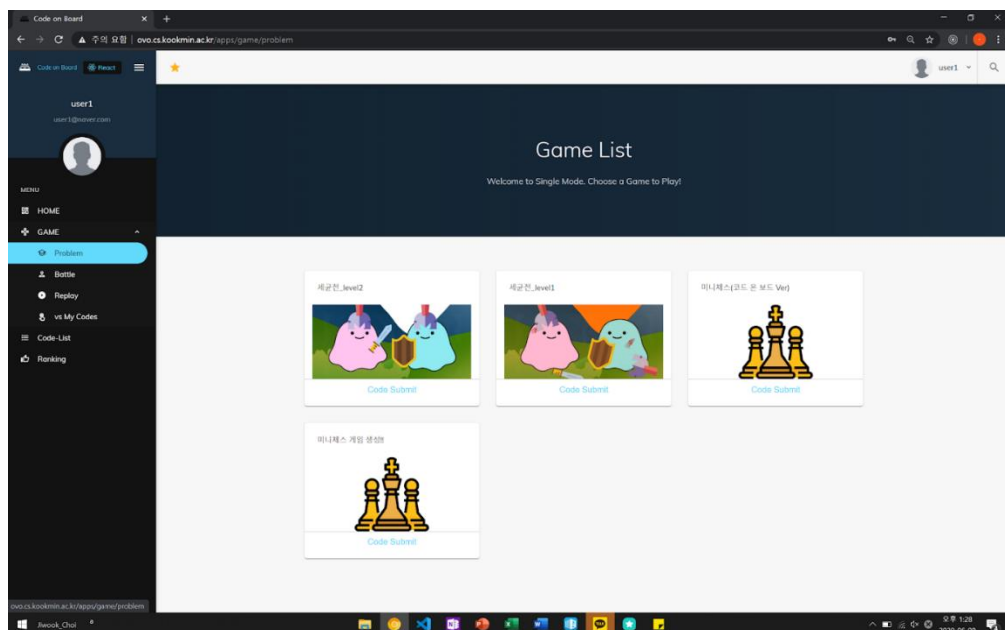 Code on Board
주의 요함 | ovo.cs.kookmin.ac.kr/apps/game/problem
Code on Board
React
user1
user1
user1@naver.com
Game List
Welcome to Single Mode. Choose a Game to Play!
MENU
HOME
GAME
Problem
Battle
Replay
vs My Codes
Code-List
Ranking
세균전_level2
세균전_level1
미니체스(코드 온 보드 Ver)
Code Submit
Code Submit
Code Submit
미니체스 게임 생성!!
Code Submit
ovo.cs.kookmin.ac.kr/apps/game/problem
Jiwook_Choi
오후 1:28